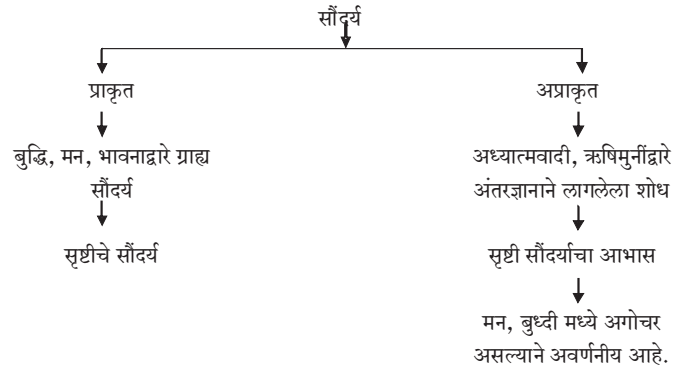 सौंदर्य
प्राकृत
अप्राकृत
बुद्धि, मन, भावनाद्वारे ग्राह्य
सौंदर्य
अध्यात्मवादी, ऋषिमुनींद्वारे
अंतरज्ञानाने लागलेला शोध
सृष्टीचे सौंदर्य
सृष्टी सौंदर्याचा आभास
मन, बुध्दी मध्ये अगोचर
असल्याने अवर्णनीय आहे.